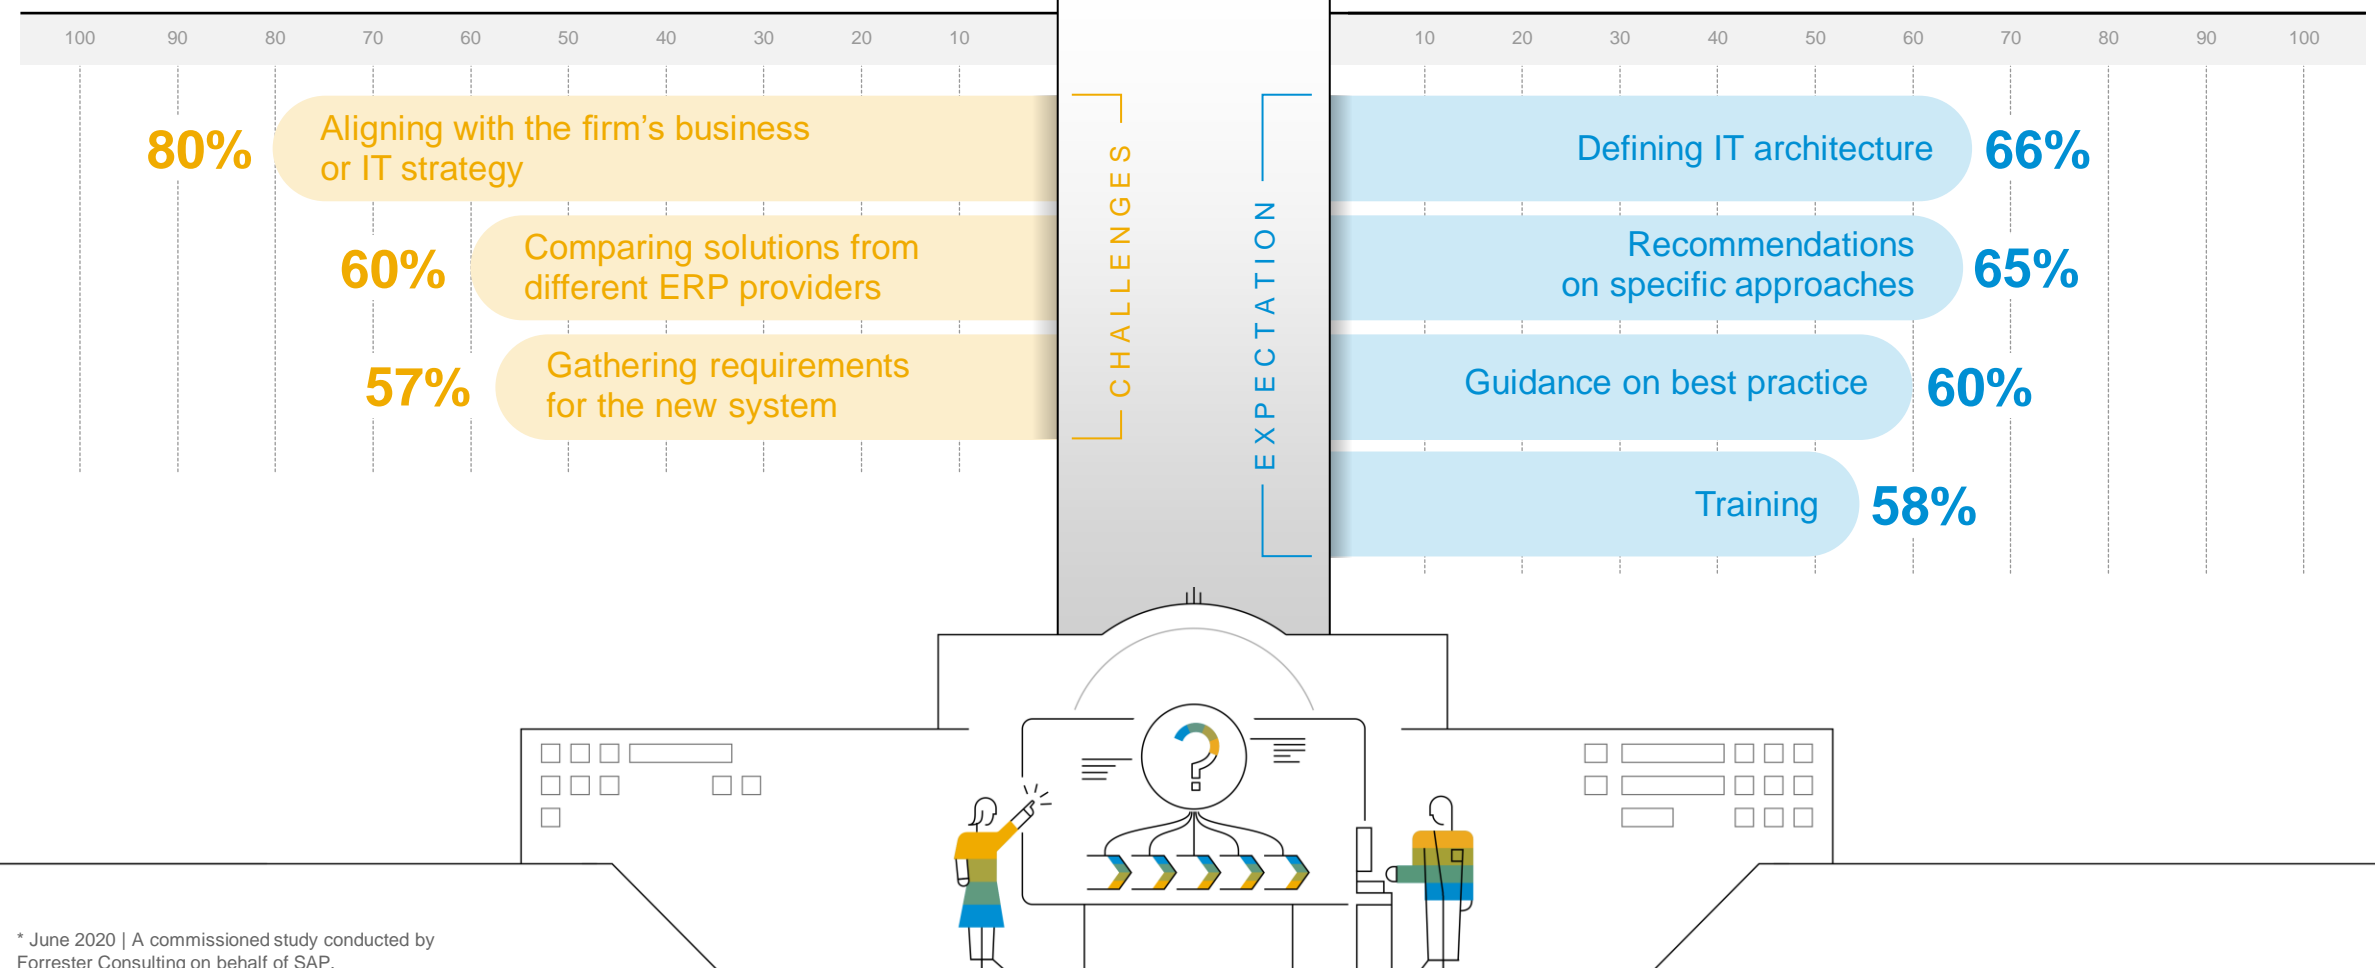 100 90 80 70 60 50 40 30 20 10
10 20 30 40 50 60 70 80 90 100
CHALLENGES
80%
Aligning with the firm’s business
or IT strategy
60%
Comparing solutions from
different ERP providers
57%
Gathering requirements
for the new system
EXPECTATION
Defining IT architecture
66%
Recommendations
on specific approaches
65%
Guidance on best practice
60%
Training
58%
?
* June 2020 | A commissioned study conducted by
Forrester Consulting on behalf of SAP.